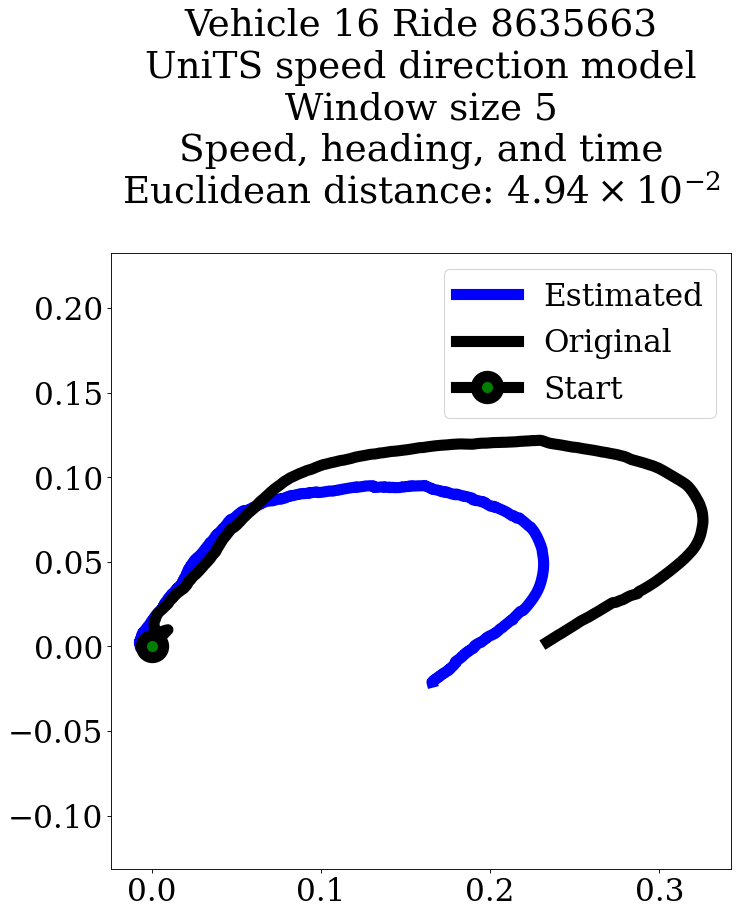 Vehicle 16 Ride 8635663
UniTS speed direction model
Window size 5
Speed, heading, and time
Euclidean distance: 4.94 × 10⁻²
Estimated
Original
Start
0.20
0.15
0.10
0.05
0.00
−0.05
−0.10
0.0 0.1 0.2 0.3